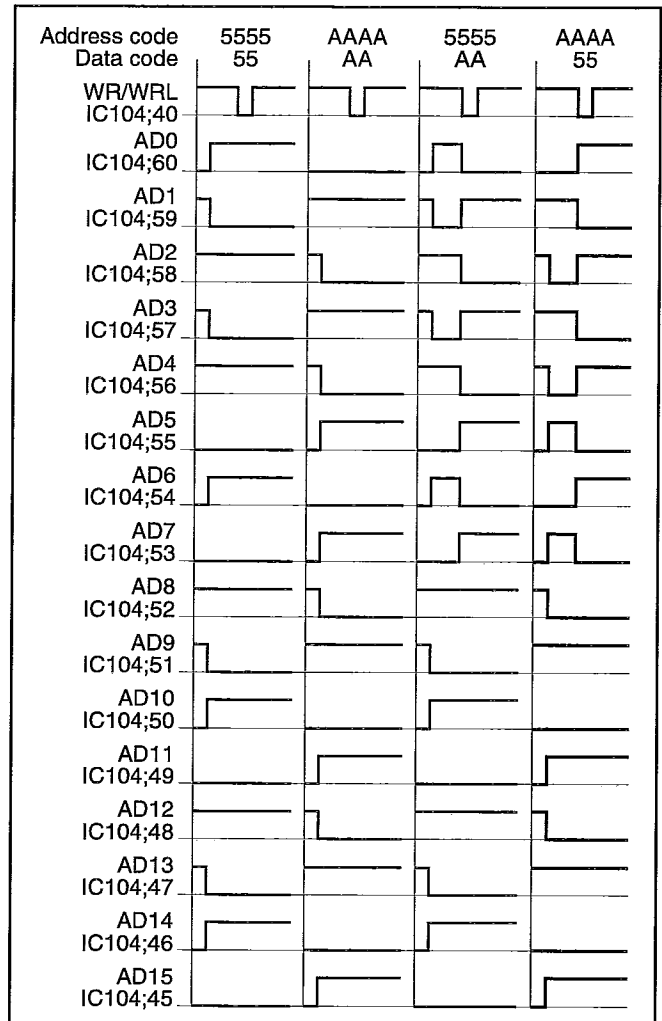 Address code 5555 AAAA 5555 AAAA
Data code 55 AA AA 55
WR/WRL
IC104;40
AD0
IC104;60
AD1
IC104;59
AD2
IC104;58
AD3
IC104;57
AD4
IC104;56
AD5
IC104;55
AD6
IC104;54
AD7
IC104;53
AD8
IC104;52
AD9
IC104;51
AD10
IC104;50
AD11
IC104;49
AD12
IC104;48
AD13
IC104;47
AD14
IC104;46
AD15
IC104;45